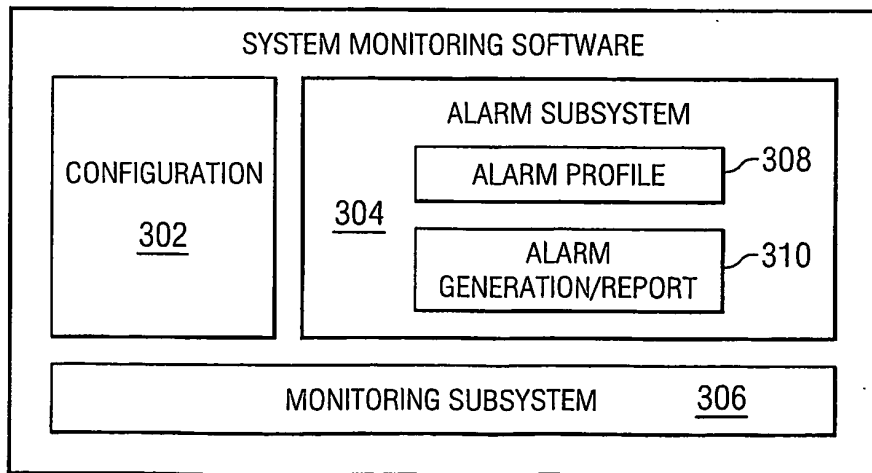 SYSTEM MONITORING SOFTWARE
CONFIGURATION
302
ALARM SUBSYSTEM
304
ALARM PROFILE
308
ALARM
GENERATION/REPORT
310
MONITORING SUBSYSTEM 306